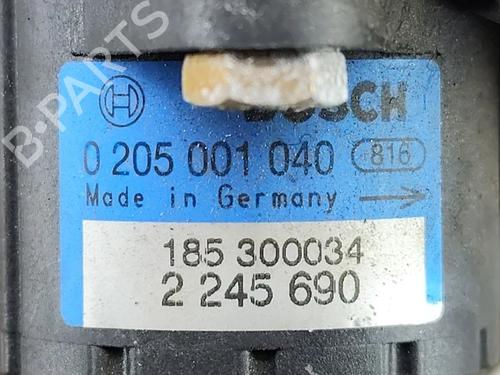 B-PARTS
BOSCH
0 205 001 040 816
Made in Germany
185 300034
2 245 690